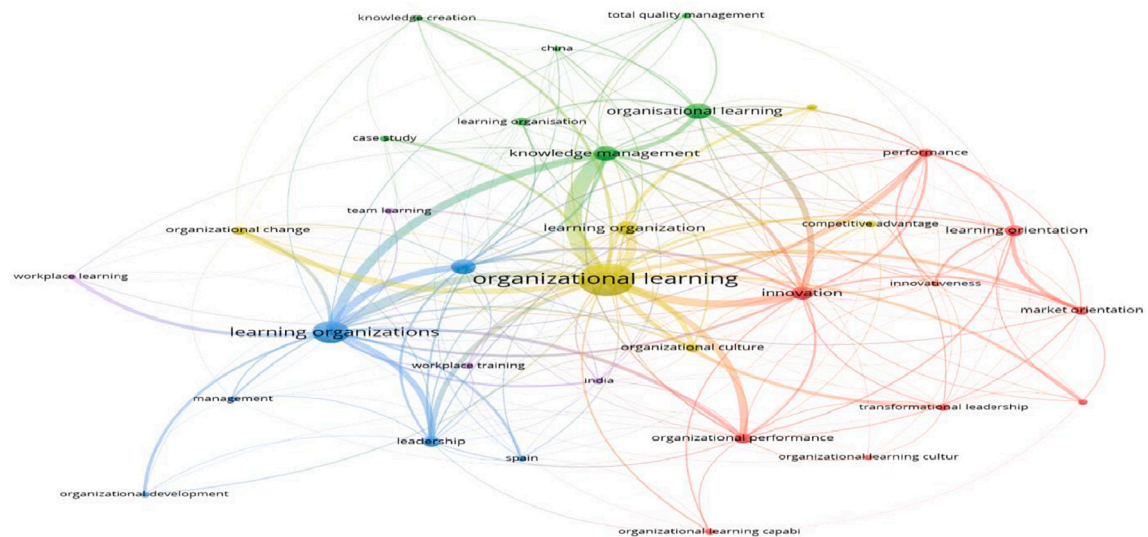 knowledge creation
total quality management
china
organisational learning
learning organisation
case study
knowledge management
performance
team learning
organizational change
learning organization
competitive advantage
learning orientation
workplace learning
organizational learning
innovativeness
innovation
market orientation
learning organizations
organizational culture
workplace training
india
management
transformational leadership
leadership
organizational performance
spain
organizational learning cultur
organizational development
organizational learning capabi